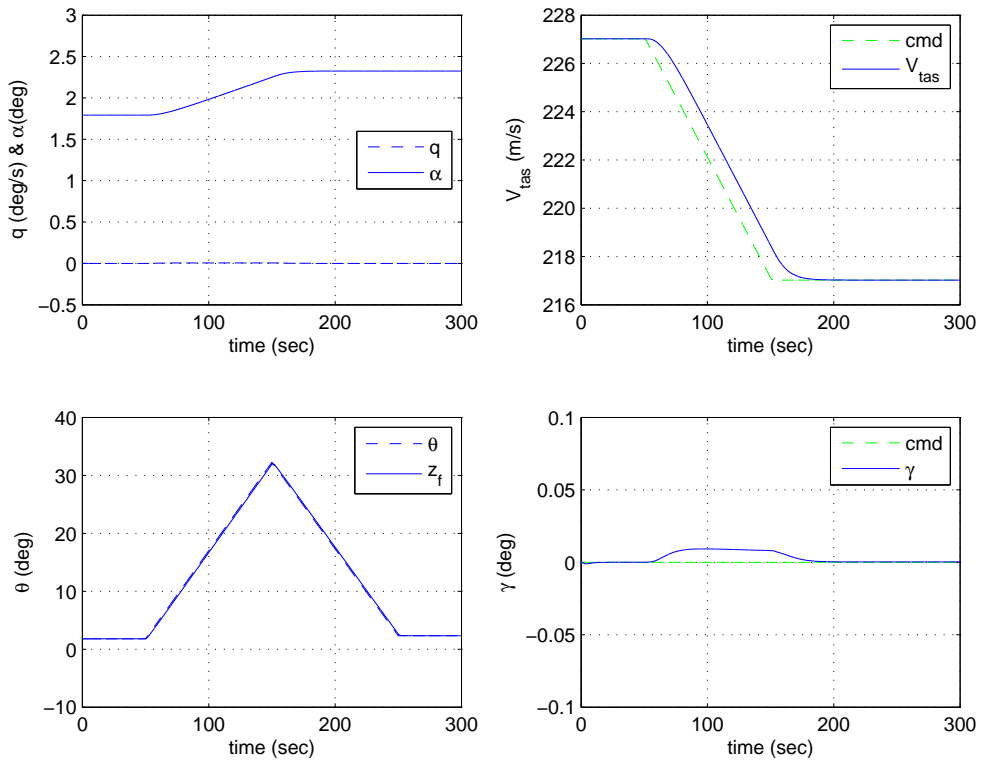 3
2.5
2
1.5
1
0.5
0
−0.5
q (deg/s) & α(deg)
q
α
0
100
200
300
time (sec)
228
226
224
222
220
218
216
V_tas (m/s)
cmd
V_tas
0
100
200
300
time (sec)
40
30
20
10
0
−10
θ (deg)
θ
z_f
0
100
200
300
time (sec)
0.1
0.05
0
−0.05
−0.1
γ (deg)
cmd
γ
0
100
200
300
time (sec)